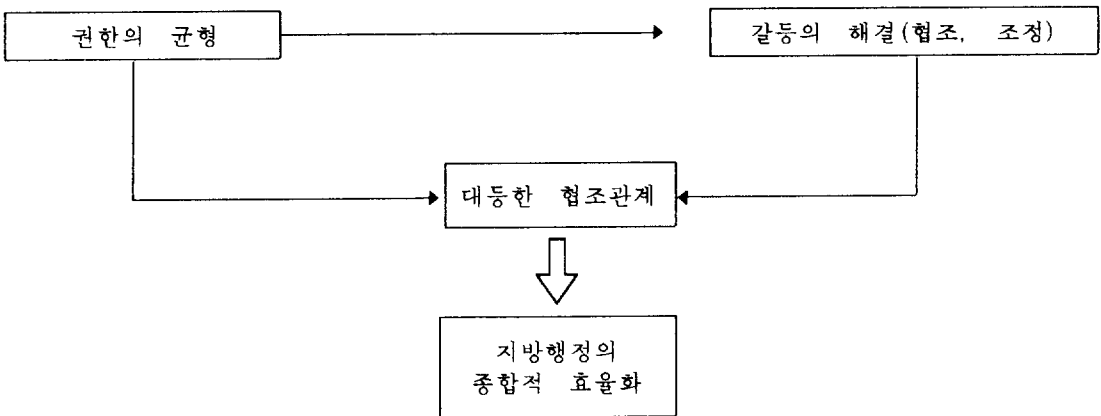 권한의 균형
갈등의 해결(협조, 조정)
대등한 협조관계
지방행정의
종합적 효율화